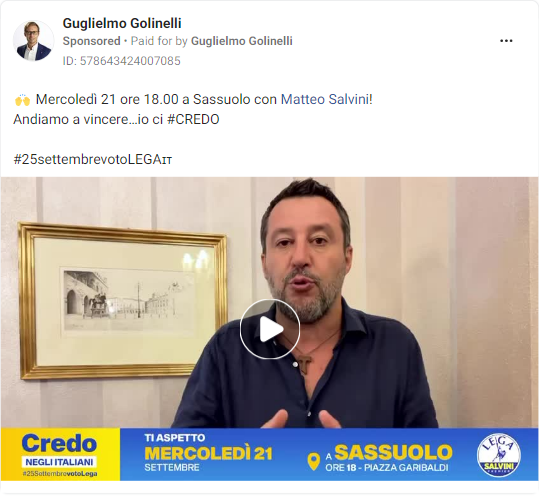 Guglielmo Golinelli
Sponsored • Paid for by Guglielmo Golinelli
ID: 578643424007085
🙌 Mercoledì 21 ore 18.00 a Sassuolo con Matteo Salvini!
Andiamo a vincere...io ci #CREDO
#25settembrevotoLEGAɪᴛ
Credo
NEGLI ITALIANI
#25SettembrevotoLega
TI ASPETTO
MERCOLEDÌ 21
SETTEMBRE
A SASSUOLO
ORE 18 - PIAZZA GARIBALDI
LEGA
SALVINI
PREMIER